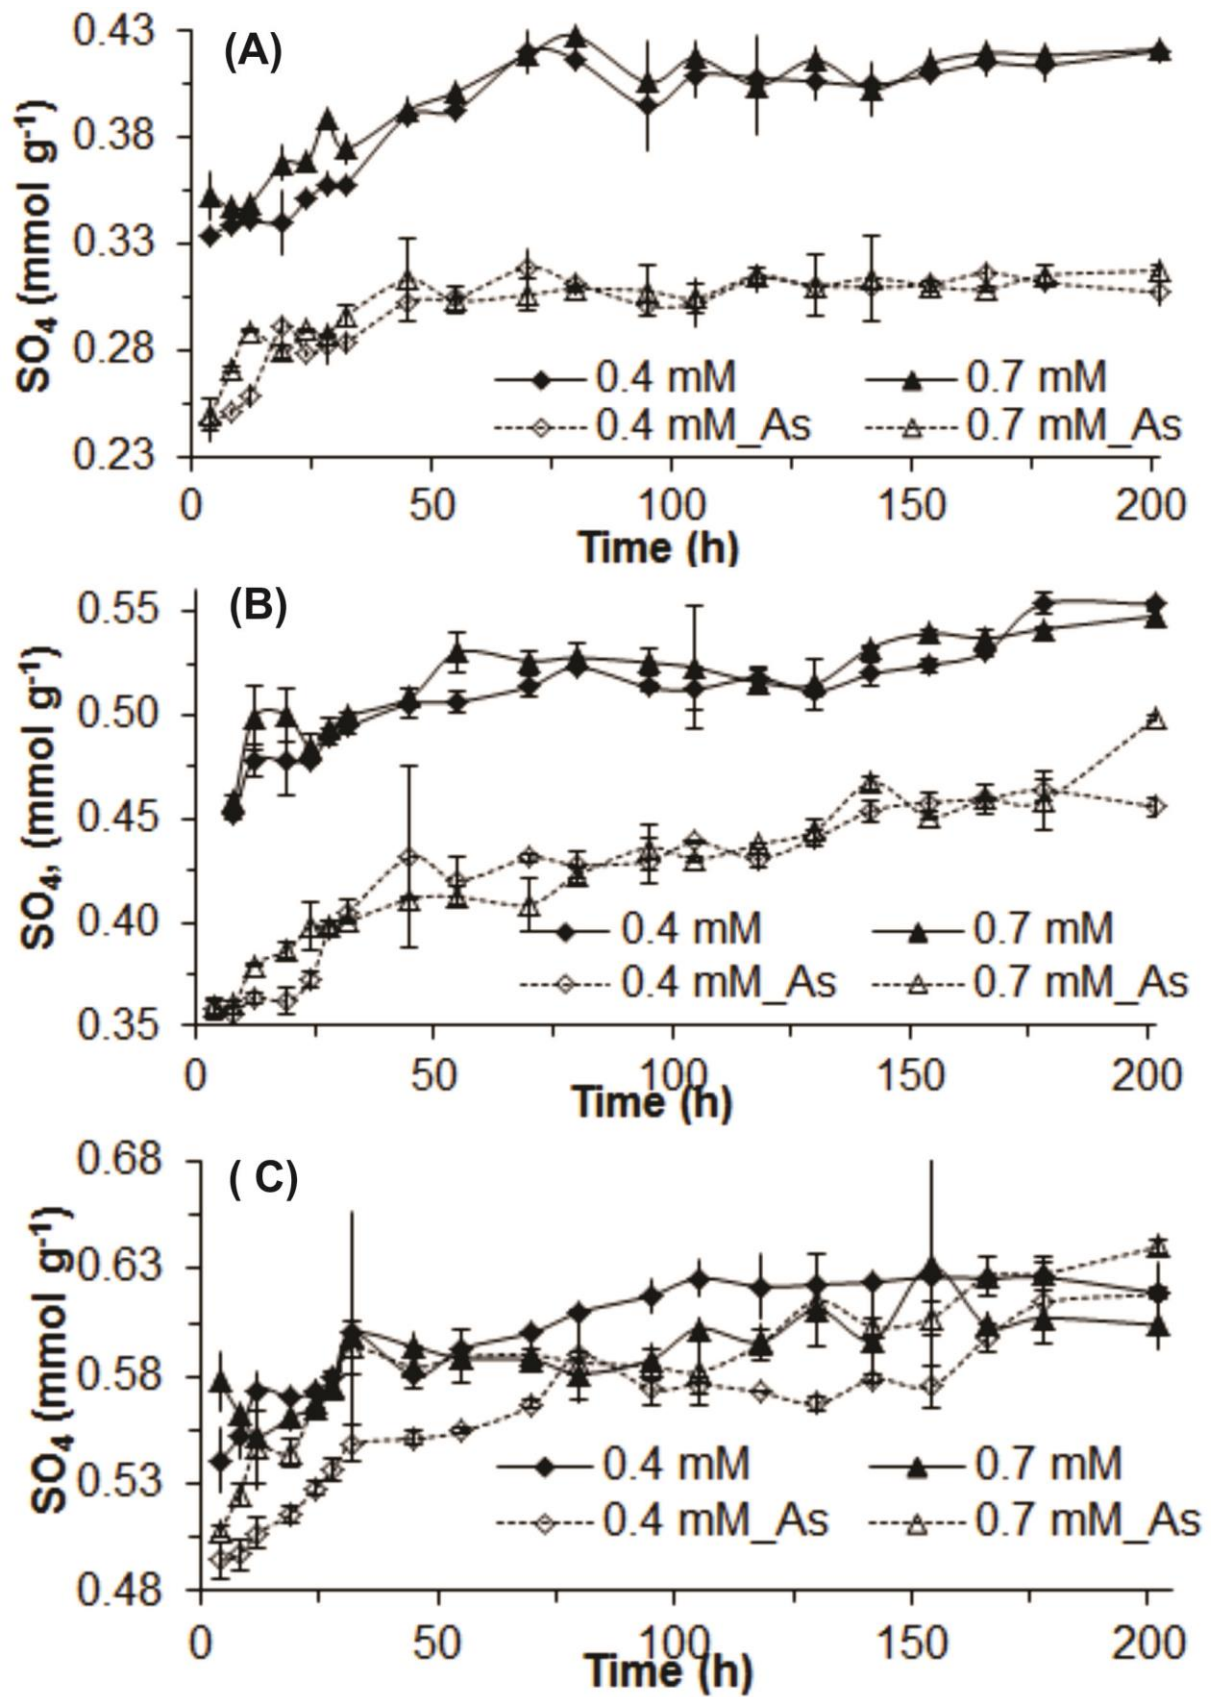 (A)
SO₄ (mmol g⁻¹)
0.43
0.38
0.33
0.28
0.23
0.4 mM 0.7 mM
0.4 mM_As 0.7 mM_As
0 50 100 150 200
Time (h)
(B)
SO₄, (mmol g⁻¹)
0.55
0.50
0.45
0.40
0.35
0.4 mM 0.7 mM
0.4 mM_As 0.7 mM_As
0 50 100 150 200
Time (h)
( C)
SO₄ (mmol g⁻¹)
0.68
0.63
0.58
0.53
0.48
0.4 mM 0.7 mM
0.4 mM_As 0.7 mM_As
0 50 100 150 200
Time (h)